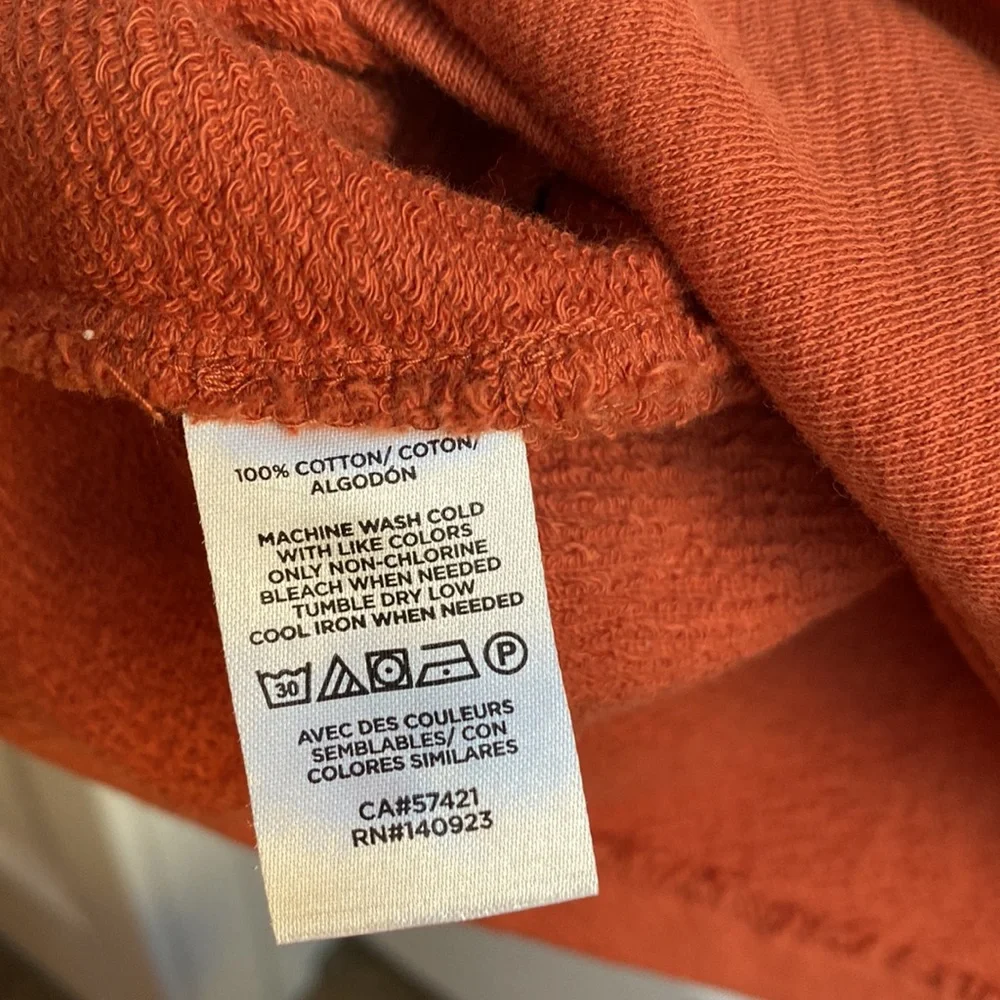 100% COTTON/ COTON/
ALGODÓN
MACHINE WASH COLD
WITH LIKE COLORS
ONLY NON-CHLORINE
BLEACH WHEN NEEDED
TUMBLE DRY LOW
COOL IRON WHEN NEEDED
30 P
AVEC DES COULEURS
SEMBLABLES/ CON
COLORES SIMILARES
CA#57421
RN#140923